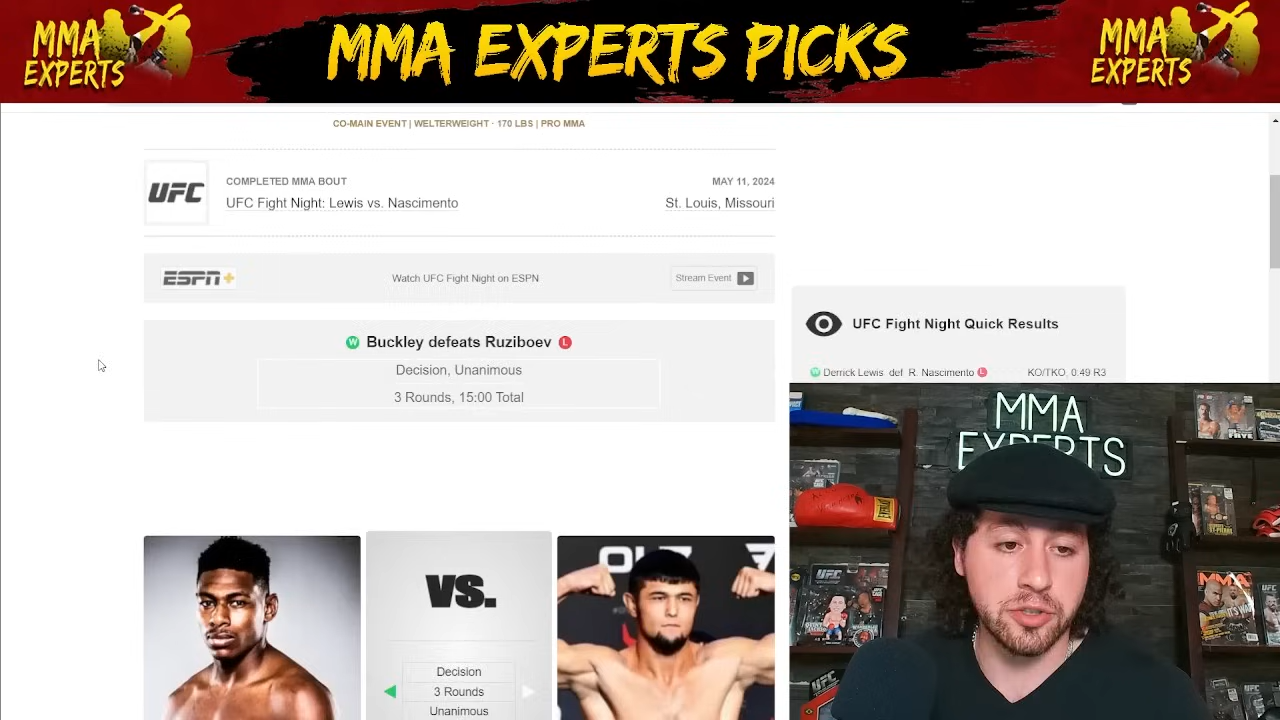 MMA
EXPERTS
MMA EXPERTS PICKS
MMA
EXPERTS
CO-MAIN EVENT | WELTERWEIGHT · 170 LBS | PRO MMA
UFC
COMPLETED MMA BOUT
MAY 11, 2024
UFC Fight Night: Lewis vs. Nascimento
St. Louis, Missouri
ESPN+
Watch UFC Fight Night on ESPN
Stream Event
W Buckley defeats Ruziboev L
Decision, Unanimous
3 Rounds, 15:00 Total
UFC Fight Night Quick Results
W Derrick Lewis def R. Nascimento L KO/TKO, 0:49 R3
VS.
Decision
3 Rounds
Unanimous
MMA
EXPERTS
UFC
MMA
UFC